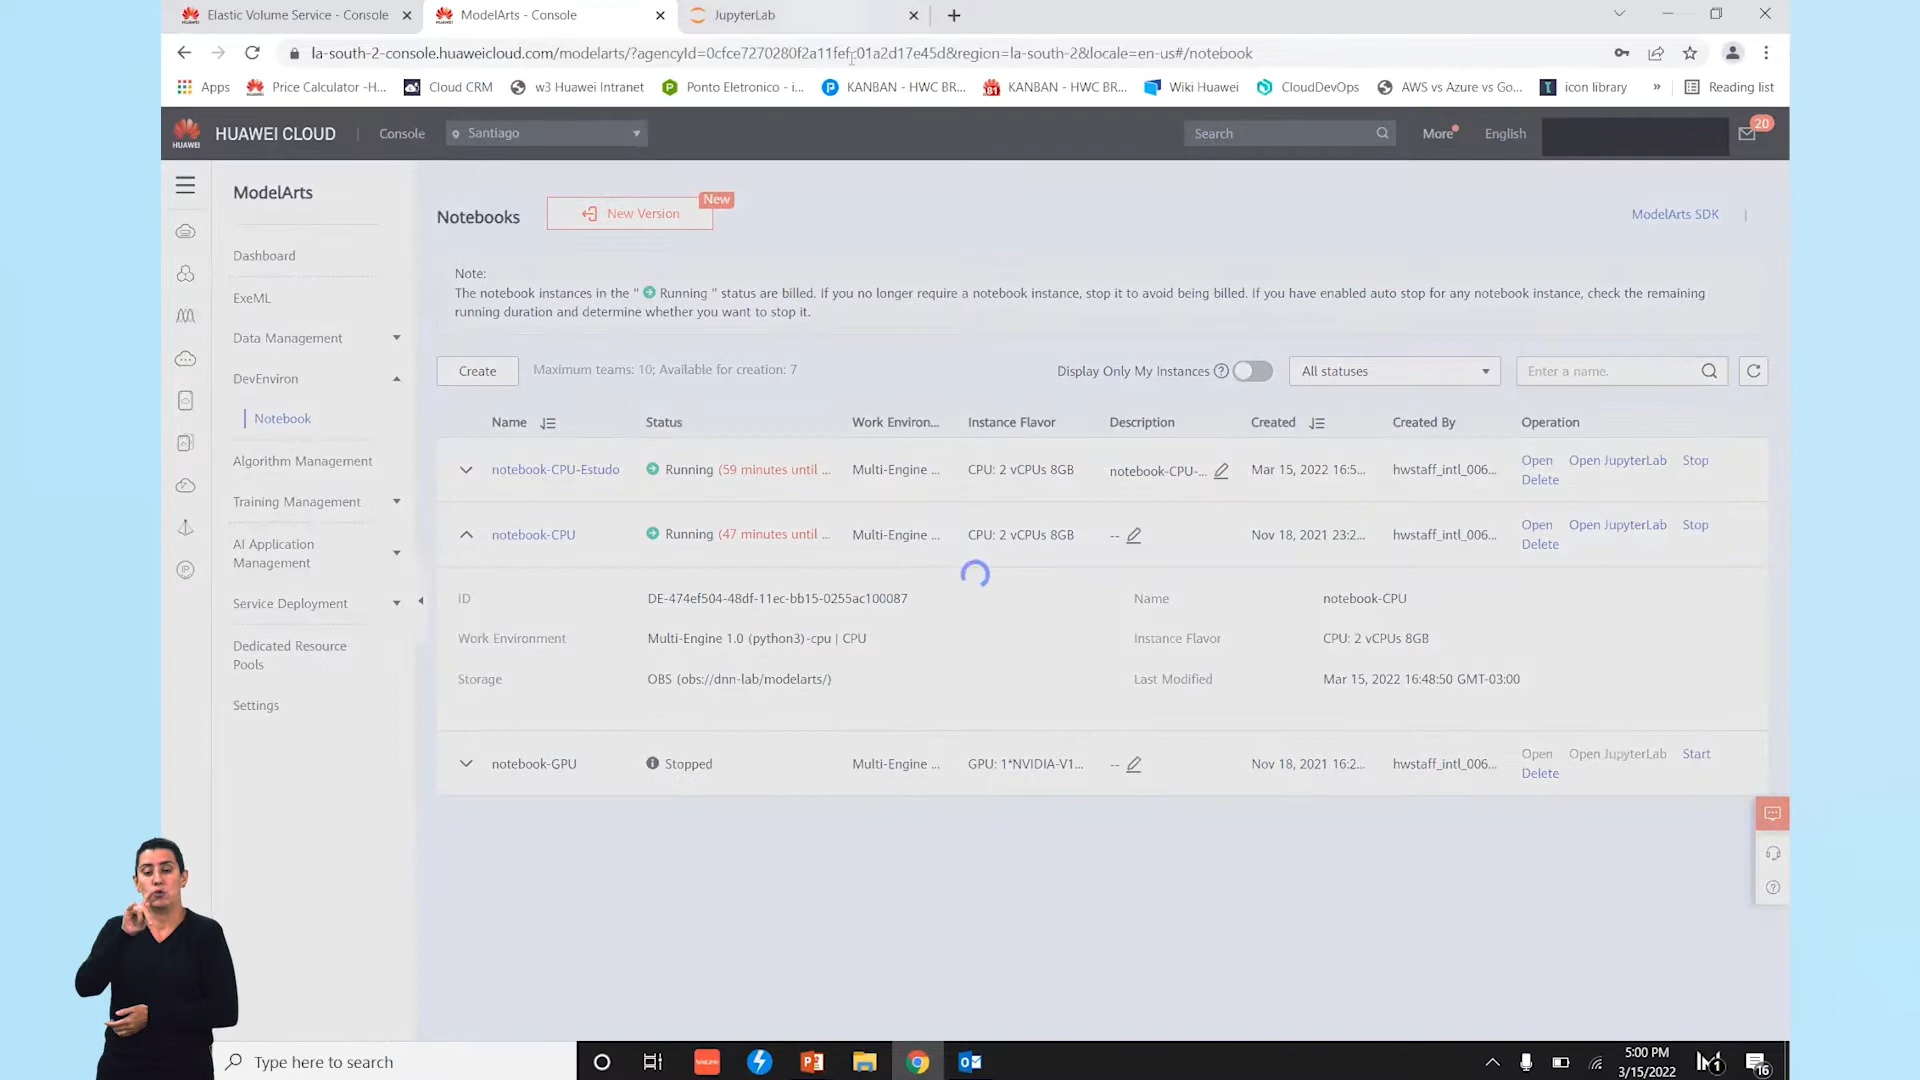 Elastic Volume Service - Console
ModelArts - Console
JupyterLab
la-south-2-console.huaweicloud.com/modelarts/?agencyId=0cfce7270280f2a11fefc01a2d17e45d&region=la-south-2&locale=en-us#/notebook
Apps
Price Calculator -H...
Cloud CRM
w3 Huawei Intranet
Ponto Eletronico - i...
KANBAN - HWC BR...
KANBAN - HWC BR...
Wiki Huawei
CloudDevOps
AWS vs Azure vs Go...
icon library
»
Reading list
HUAWEI
HUAWEI CLOUD
Console
Santiago
Search
More
English
20
ModelArts
Dashboard
ExeML
Data Management
DevEnviron
Notebook
Algorithm Management
Training Management
AI Application
Management
Service Deployment
Dedicated Resource
Pools
Settings
Notebooks
New Version
New
ModelArts SDK
Note:
The notebook instances in the " Running " status are billed. If you no longer require a notebook instance, stop it to avoid being billed. If you have enabled auto stop for any notebook instance, check the remaining
running duration and determine whether you want to stop it.
Create
Maximum teams: 10; Available for creation: 7
Display Only My Instances
All statuses
Enter a name.
Name Status Work Environ... Instance Flavor Description Created Created By Operation
notebook-CPU-Estudo Running (59 minutes until ... Multi-Engine ... CPU: 2 vCPUs 8GB notebook-CPU-... Mar 15, 2022 16:5... hwstaff_intl_006... Open Open JupyterLab Stop
Delete
notebook-CPU Running (47 minutes until ... Multi-Engine ... CPU: 2 vCPUs 8GB -- Nov 18, 2021 23:2... hwstaff_intl_006... Open Open JupyterLab Stop
Delete
ID DE-474ef504-48df-11ec-bb15-0255ac100087 Name notebook-CPU
Work Environment Multi-Engine 1.0 (python3)-cpu | CPU Instance Flavor CPU: 2 vCPUs 8GB
Storage OBS (obs://dnn-lab/modelarts/) Last Modified Mar 15, 2022 16:48:50 GMT-03:00
notebook-GPU Stopped Multi-Engine ... GPU: 1*NVIDIA-V1... -- Nov 18, 2021 16:2... hwstaff_intl_006... Open Open JupyterLab Start
Delete
Type here to search
5:00 PM
3/15/2022
1
16